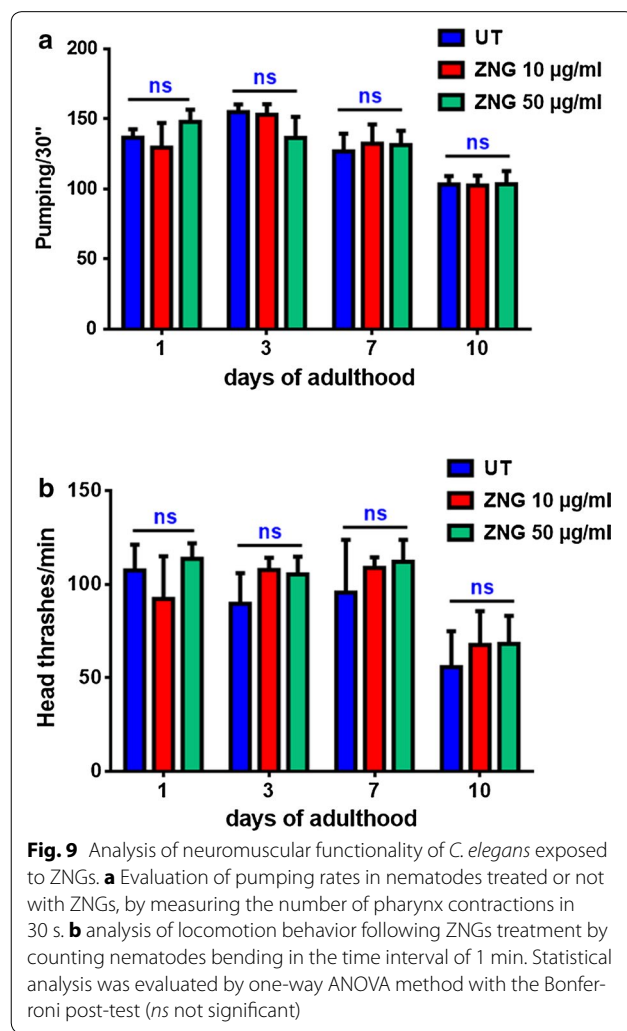 a
200
150
100
50
0
Pumping/30"
UT
ZNG 10 µg/ml
ZNG 50 µg/ml
ns
ns
ns
ns
1 3 7 10
days of adulthood
b
150
100
50
0
Head thrashes/min
UT
ZNG 10 µg/ml
ZNG 50 µg/ml
ns
ns
ns
ns
1 3 7 10
days of adulthood
Fig. 9 Analysis of neuromuscular functionality of C. elegans exposed
to ZNGs. a Evaluation of pumping rates in nematodes treated or not
with ZNGs, by measuring the number of pharynx contractions in
30 s. b analysis of locomotion behavior following ZNGs treatment by
counting nematodes bending in the time interval of 1 min. Statistical
analysis was evaluated by one-way ANOVA method with the Bonfer-
roni post-test (ns not significant)